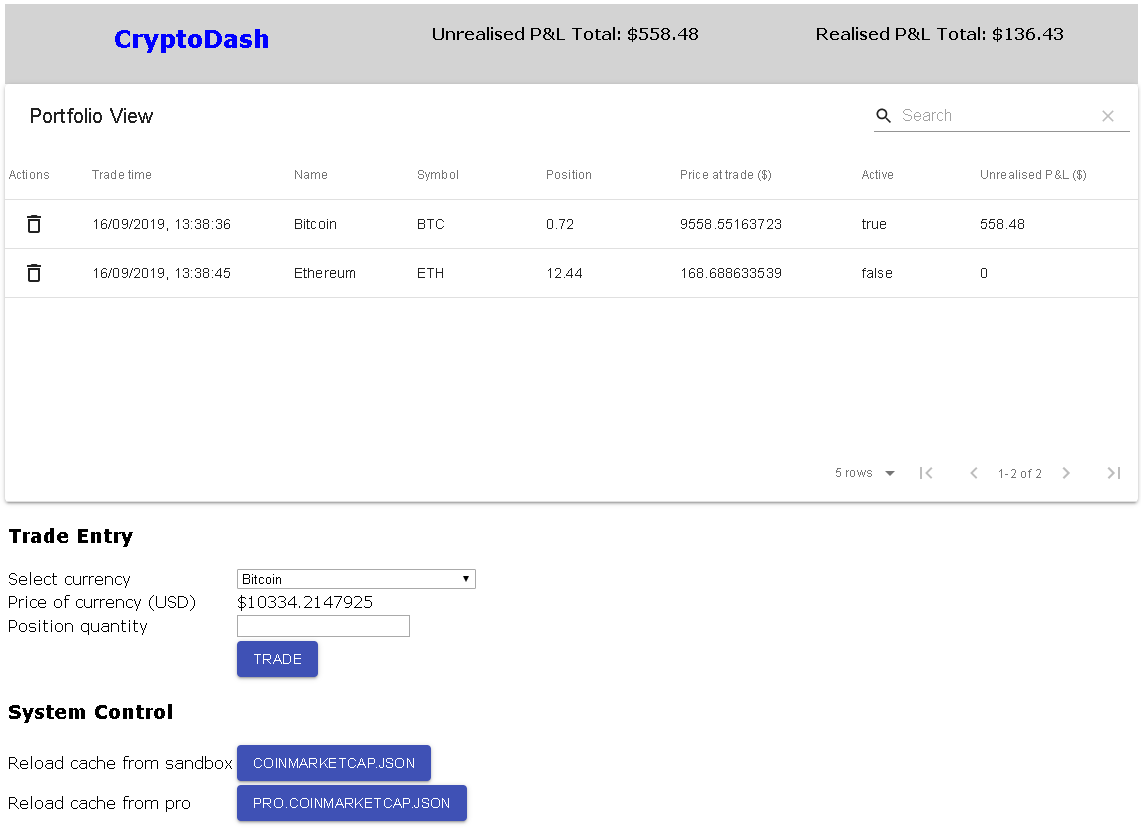 CryptoDash Unrealised P&L Total: $558.48 Realised P&L Total: $136.43
Portfolio View Search
Actions Trade time Name Symbol Position Price at trade ($) Active Unrealised P&L ($)
16/09/2019, 13:38:36 Bitcoin BTC 0.72 9558.55163723 true 558.48
16/09/2019, 13:38:45 Ethereum ETH 12.44 168.688633539 false 0
5 rows 1-2 of 2
Trade Entry
Select currency Bitcoin
Price of currency (USD) $10334.2147925
Position quantity
TRADE
System Control
Reload cache from sandbox COINMARKETCAP.JSON
Reload cache from pro PRO.COINMARKETCAP.JSON